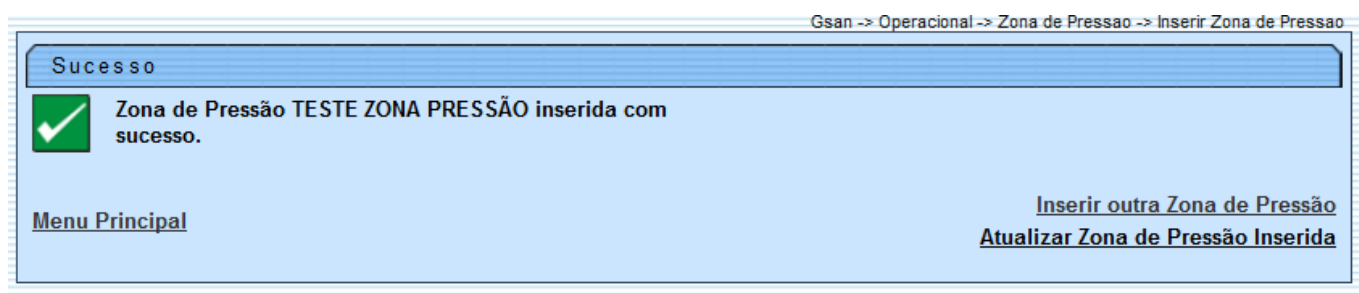 Gsan -> Operacional -> Zona de Pressao -> Inserir Zona de Pressao
Sucesso
Zona de Pressão TESTE ZONA PRESSÃO inserida com
sucesso.
Inserir outra Zona de Pressão
Menu Principal
Atualizar Zona de Pressão Inserida